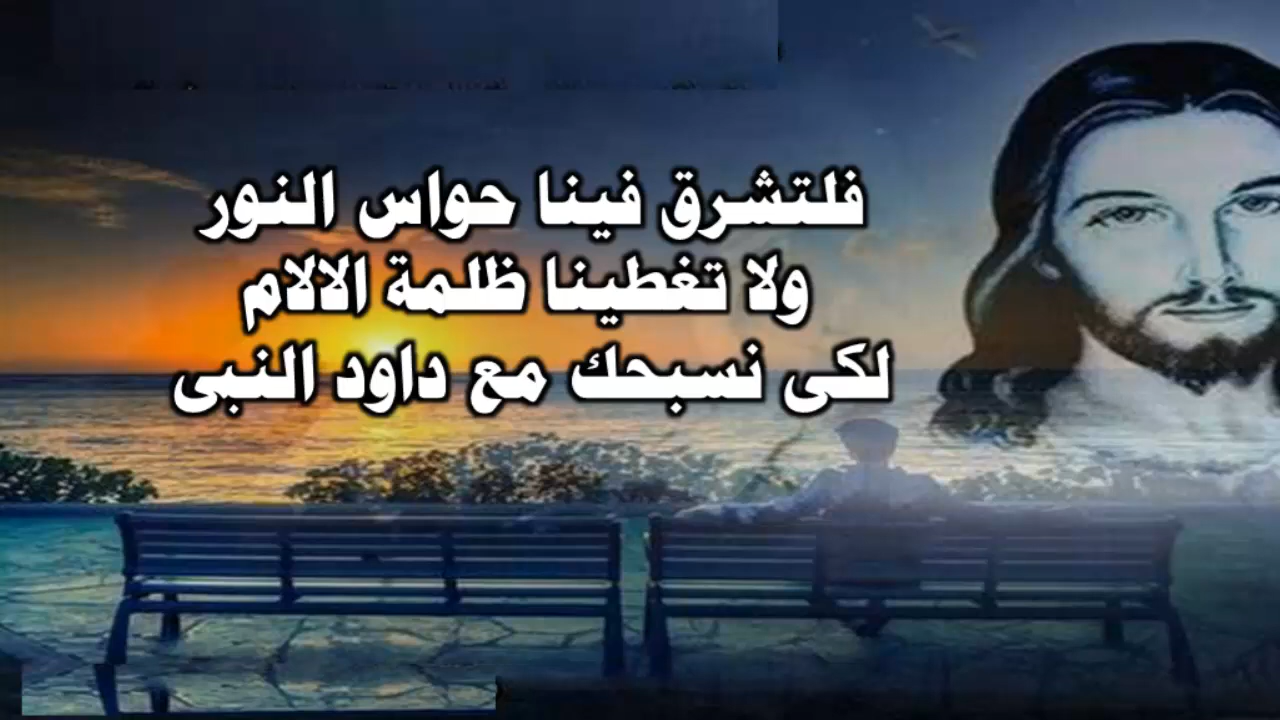 فلتشرق فينا حواس النور
ولا تغطينا ظلمة الالام
لكى نسبحك مع داود النبى